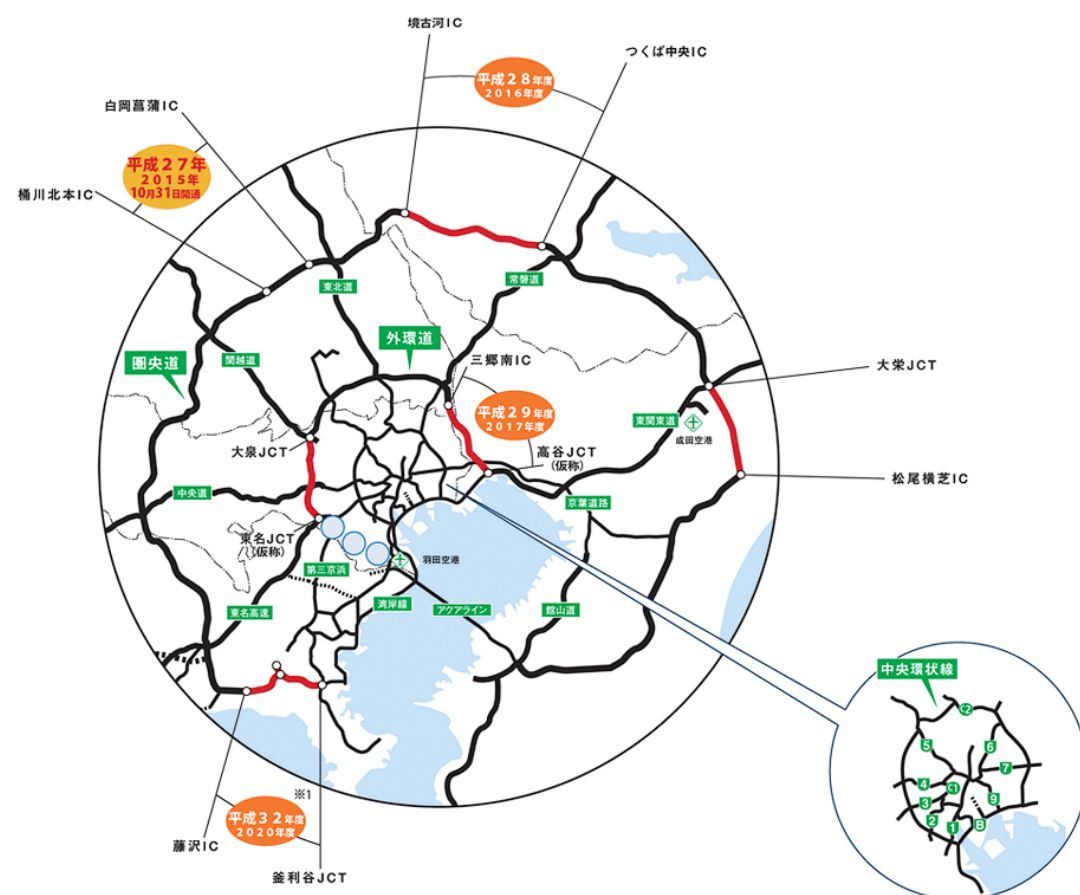 境古河IC
つくば中央IC
平成28年度
2016年度
白岡菖蒲IC
平成27年
2015年
10月31日開通
桶川北本IC
東北道
常磐道
外環道
三郷南IC
圏央道
関越道
大栄JCT
平成29年度
2017年度
東関東道
成田空港
大泉JCT
高谷JCT
(仮称)
松尾横芝IC
中央道
京葉道路
東名JCT
(仮称)
羽田空港
第三京浜
湾岸線
アクアライン
館山道
東名高速
中央環状線
C2
5
6
7
4
C1
3
9
2
1
B
※1
平成32年度
2020年度
藤沢IC
釜利谷JCT